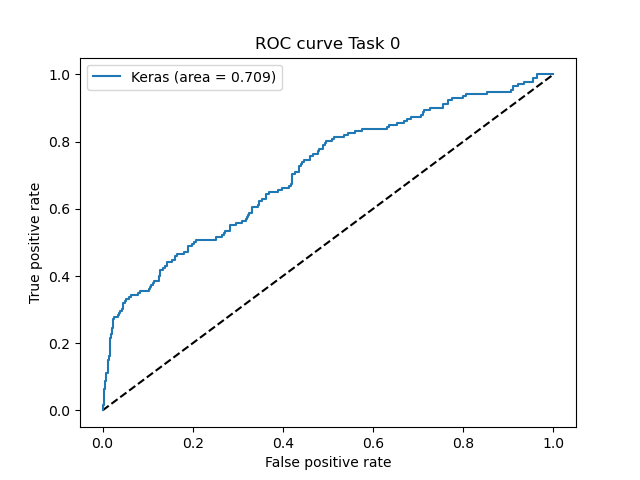 ROC curve Task 0
Keras (area = 0.709)
True positive rate
1.0
0.8
0.6
0.4
0.2
0.0
0.0 0.2 0.4 0.6 0.8 1.0
False positive rate